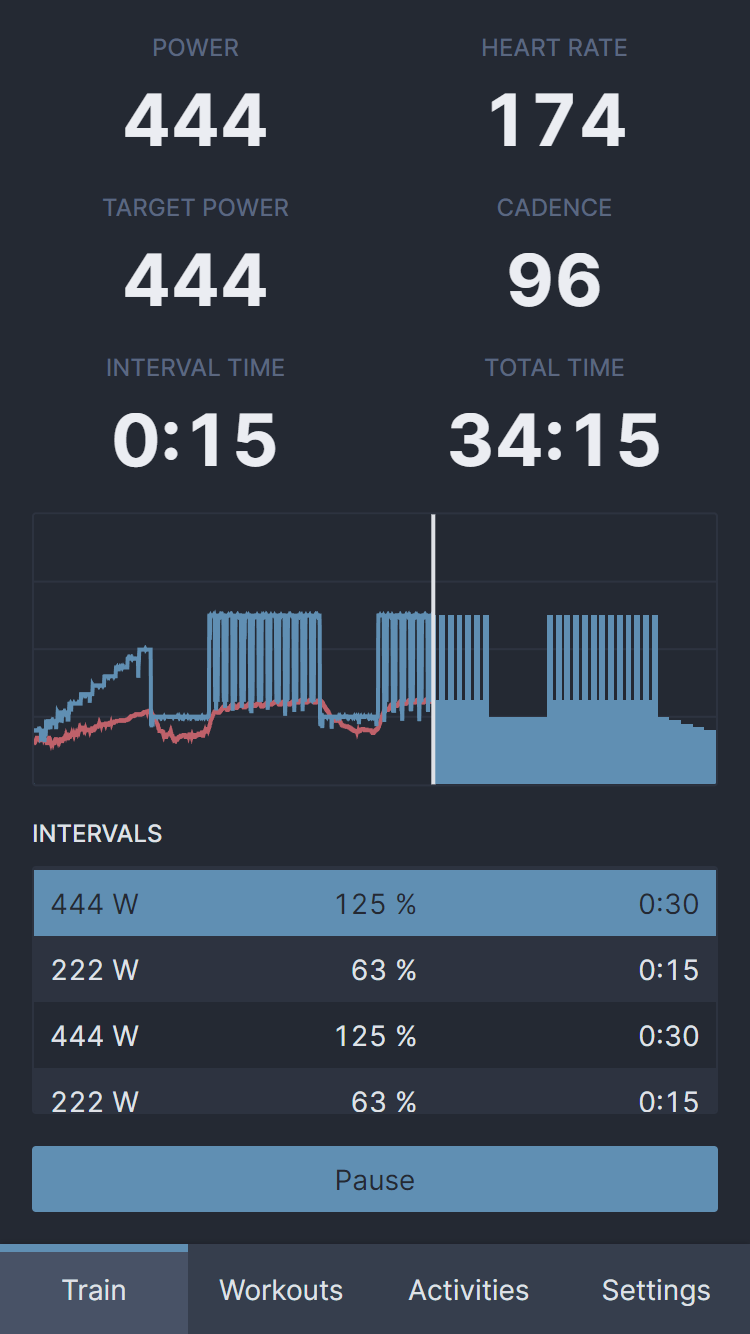 POWER HEART RATE
444 174
TARGET POWER CADENCE
444 96
INTERVAL TIME TOTAL TIME
0:15 34:15
INTERVALS
444 W 125 % 0:30
222 W 63 % 0:15
444 W 125 % 0:30
222 W 63 % 0:15
Pause
Train Workouts Activities Settings